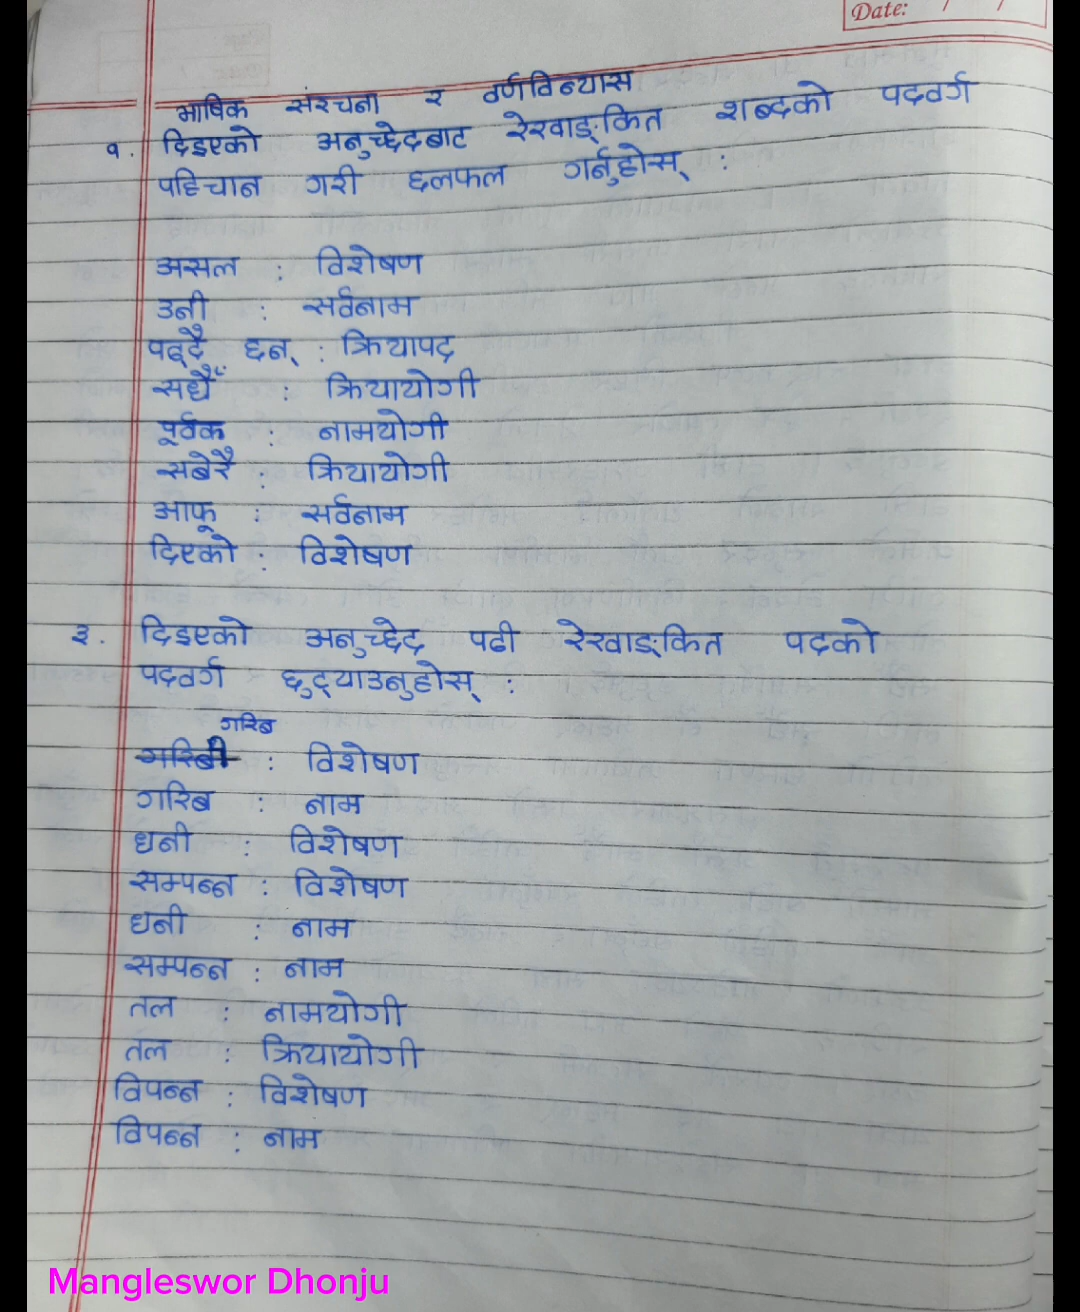 Date: / /
भाषिक संरचना र वर्णविन्यास
१. दिइएको अनुच्छेदबाट रेखाङ्कित शब्दको पदवर्ग
पहिचान गरी छलफल गर्नुहोस् :
असल : विशेषण
उनी : सर्वनाम
पढ्दै छन् : क्रियापद
सधैँ : क्रियायोगी
पूर्वक : नामयोगी
सबेरै : क्रियायोगी
आफू : सर्वनाम
दिएको : विशेषण
३. दिइएको अनुच्छेद पढी रेखाङ्कित पदको
पदवर्ग छुट्याउनुहोस् :
गरिब
गरिबी : विशेषण
गरिब : नाम
धनी : विशेषण
सम्पन्न : विशेषण
धनी : नाम
सम्पन्न : नाम
तल : नामयोगी
तल : क्रियायोगी
विपन्न : विशेषण
विपन्न : नाम
Mangleswor Dhonju